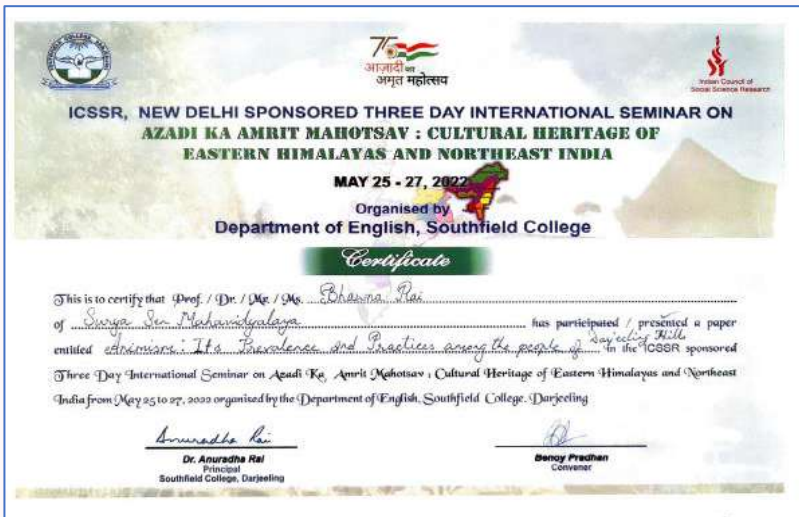 75
आज़ादी का
अमृत महोत्सव
Indian Council of
Social Science Research
ICSSR, NEW DELHI SPONSORED THREE DAY INTERNATIONAL SEMINAR ON
AZADI KA AMRIT MAHOTSAV : CULTURAL HERITAGE OF
EASTERN HIMALAYAS AND NORTHEAST INDIA
MAY 25 - 27, 2022
Organised by
Department of English, Southfield College
Certificate
This is to certify that Prof. / Dr. / Mr. / Ms. Bhawna Rai
of Surya Sen Mahavidyalaya has participated / presented a paper
entitled Animism: Its Prevalence and Practices among the people of Darjeeling Hills in the ICSSR sponsored
Three Day International Seminar on Azadi Ka Amrit Mahotsav : Cultural Heritage of Eastern Himalayas and Northeast
India from May 25 to 27, 2022 organised by the Department of English, Southfield College, Darjeeling
Anuradha Rai
Dr. Anuradha Rai
Benoy Pradhan
Principal
Convener
Southfield College, Darjeeling